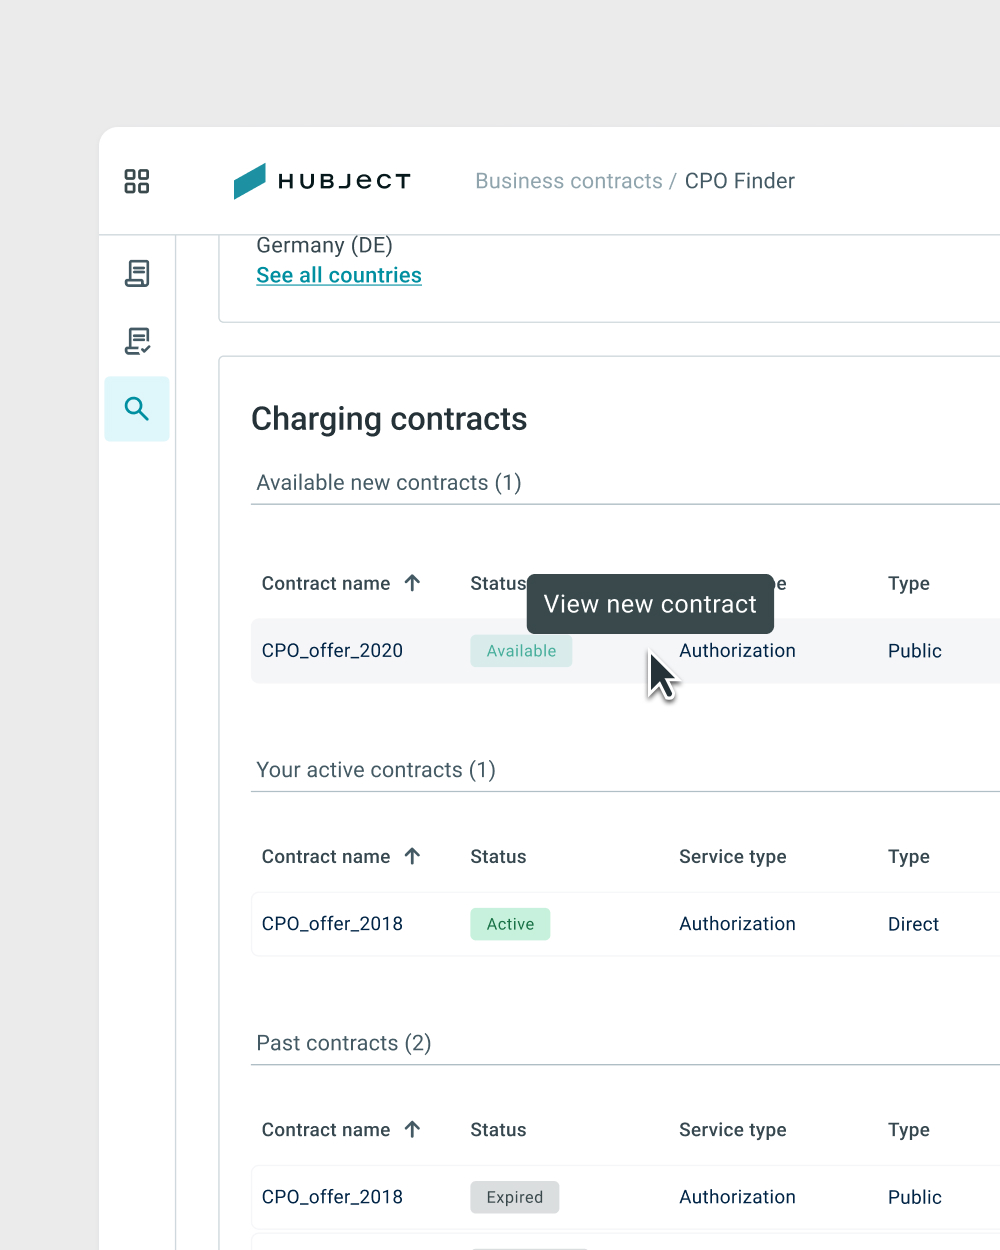 HUBJECT
Business contracts / CPO Finder
Germany (DE)
See all countries
Charging contracts
Available new contracts (1)
Contract name Status Type
View new contract
CPO_offer_2020 Available Authorization Public
Your active contracts (1)
Contract name Status Service type Type
CPO_offer_2018 Active Authorization Direct
Past contracts (2)
Contract name Status Service type Type
CPO_offer_2018 Expired Authorization Public